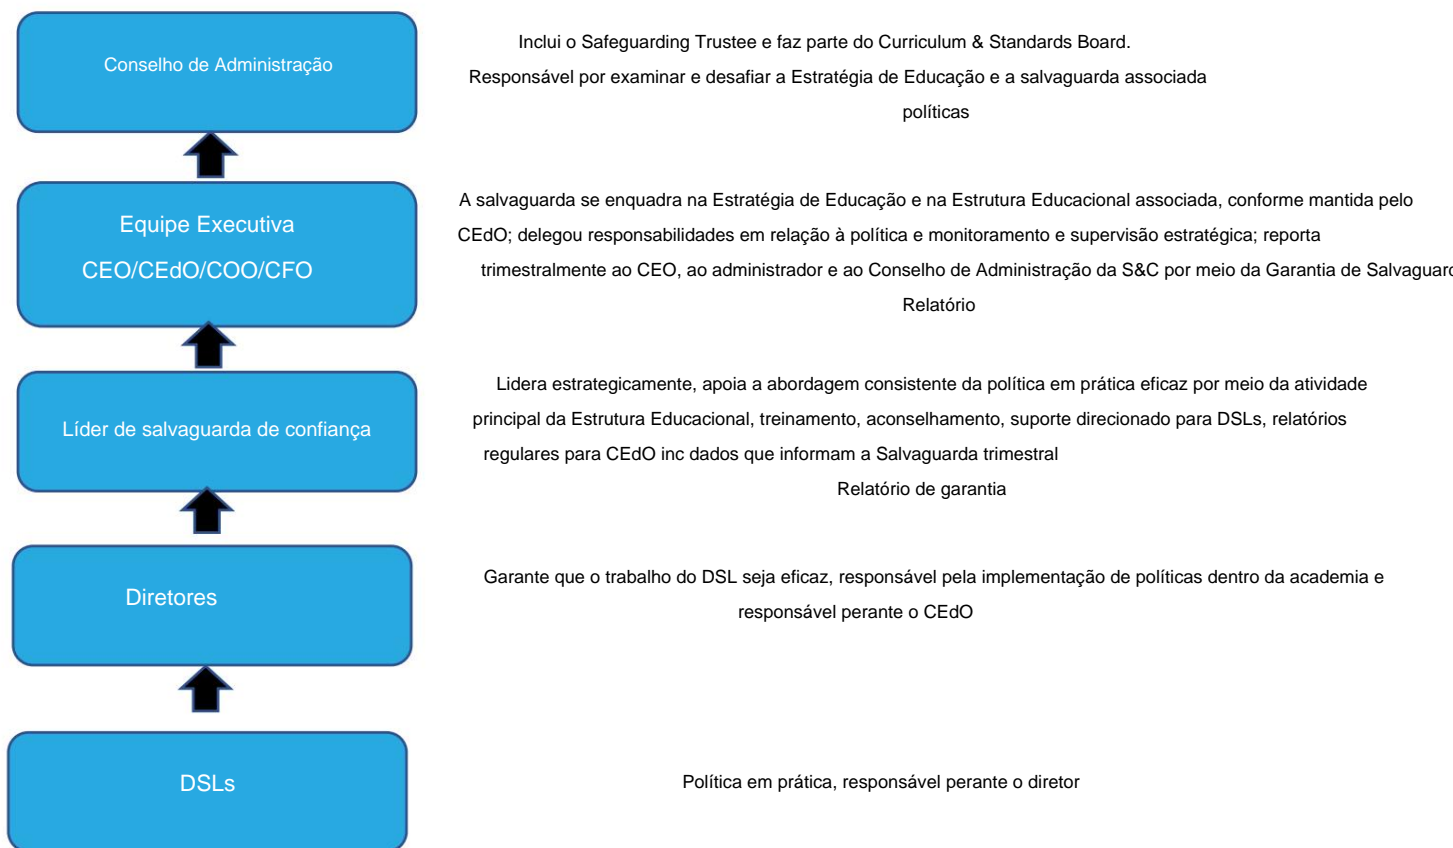 Conselho de Administração
Inclui o Safeguarding Trustee e faz parte do Curriculum & Standards Board.
Responsável por examinar e desafiar a Estratégia de Educação e a salvaguarda associada
políticas
Equipe Executiva
CEO/CEdO/COO/CFO
A salvaguarda se enquadra na Estratégia de Educação e na Estrutura Educacional associada, conforme mantida pelo
CEdO; delegou responsabilidades em relação à política e monitoramento e supervisão estratégica; reporta
trimestralmente ao CEO, ao administrador e ao Conselho de Administração da S&C por meio da Garantia de
Relatório
Líder de salvaguarda de confiança
Lidera estrategicamente, apoia a abordagem consistente da política em prática eficaz por meio da atividade
principal da Estrutura Educacional, treinamento, aconselhamento, suporte direcionado para DSLs, relatórios
regulares para CEdO inc dados que informam a Salvaguarda trimestral
Relatório de garantia
Diretores
Garante que o trabalho do DSL seja eficaz, responsável pela implementação de políticas dentro da academia e
responsável perante o CEdO
DSLs
Política em prática, responsável perante o diretor